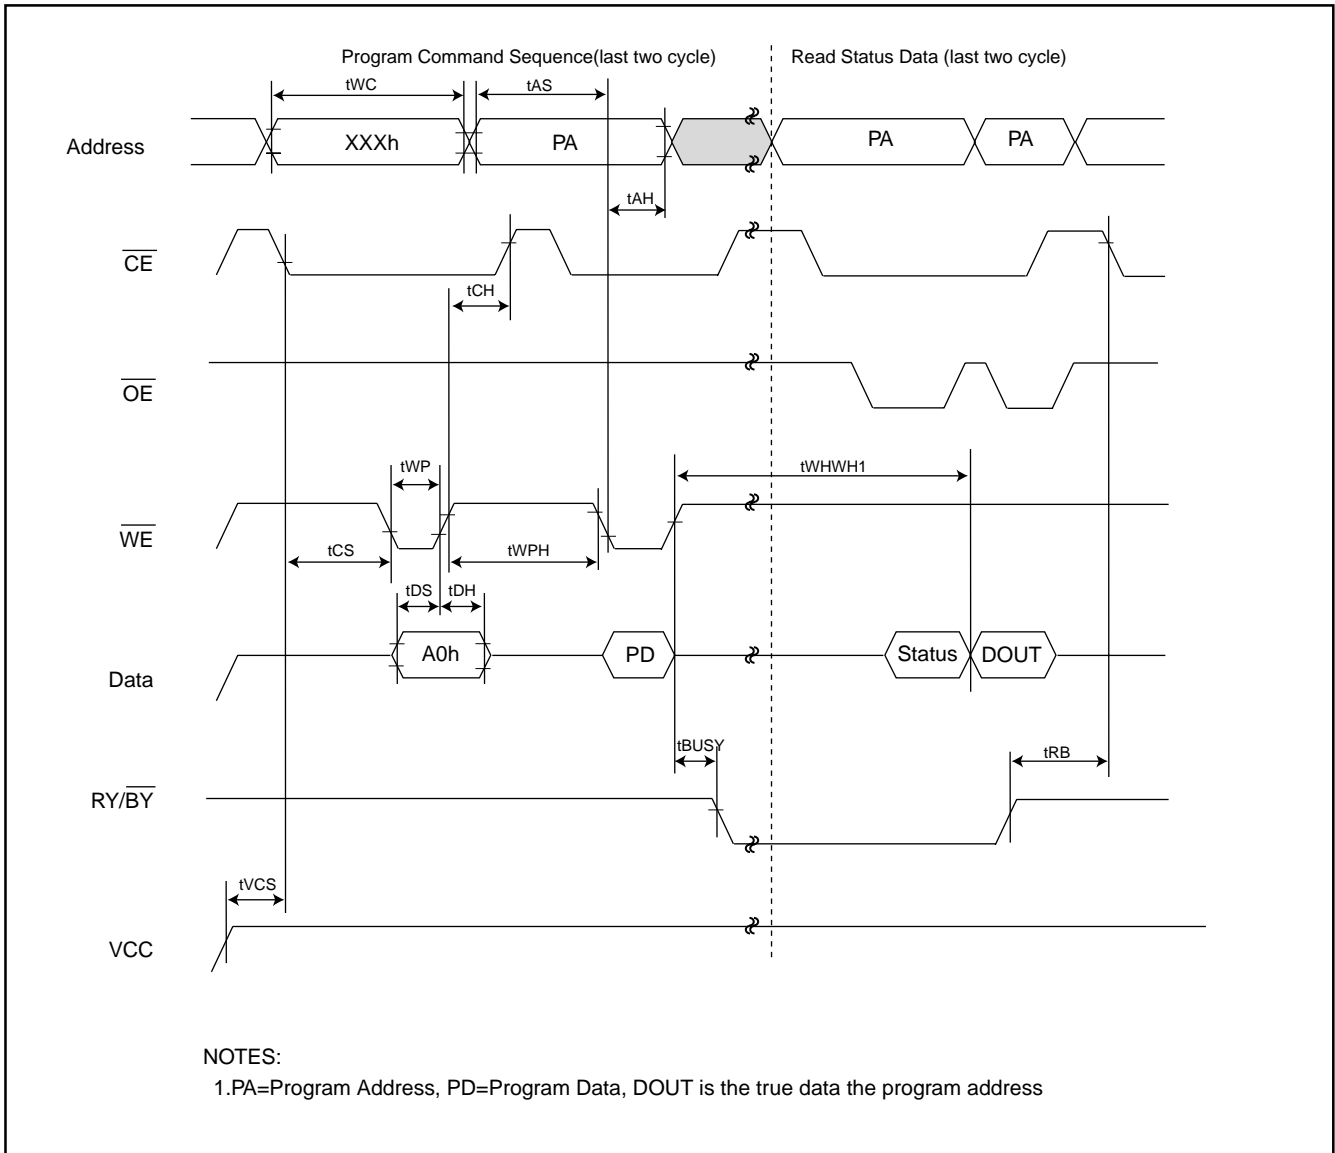 Program Command Sequence(last two cycle)
Read Status Data (last two cycle)
tWC
tAS
Address
XXXh
PA
PA
PA
tAH
CE
tCH
OE
tWP
tWHWH1
WE
tCS
tWPH
tDS
tDH
Data
A0h
PD
Status
DOUT
tBUSY
tRB
RY/BY
tVCS
VCC
NOTES:
1.PA=Program Address, PD=Program Data, DOUT is the true data the program address